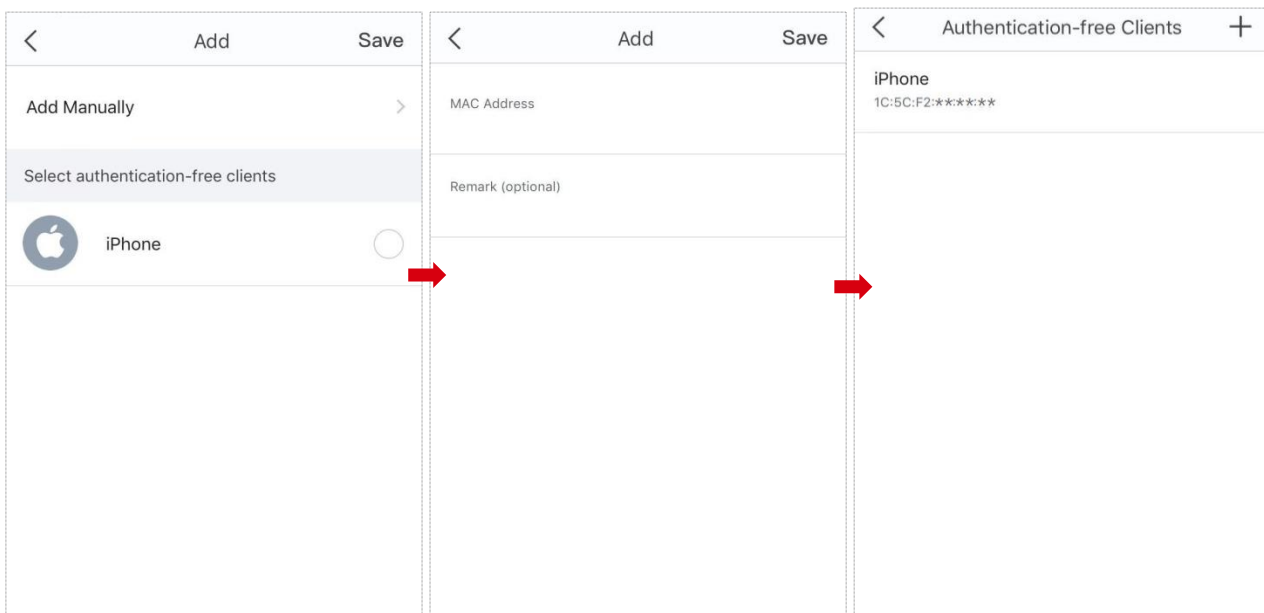 Add
Save
Add Manually
Select authentication-free clients
iPhone
Add
Save
MAC Address
Remark (optional)
Authentication-free Clients
iPhone
1C:5C:F2:**:**:**